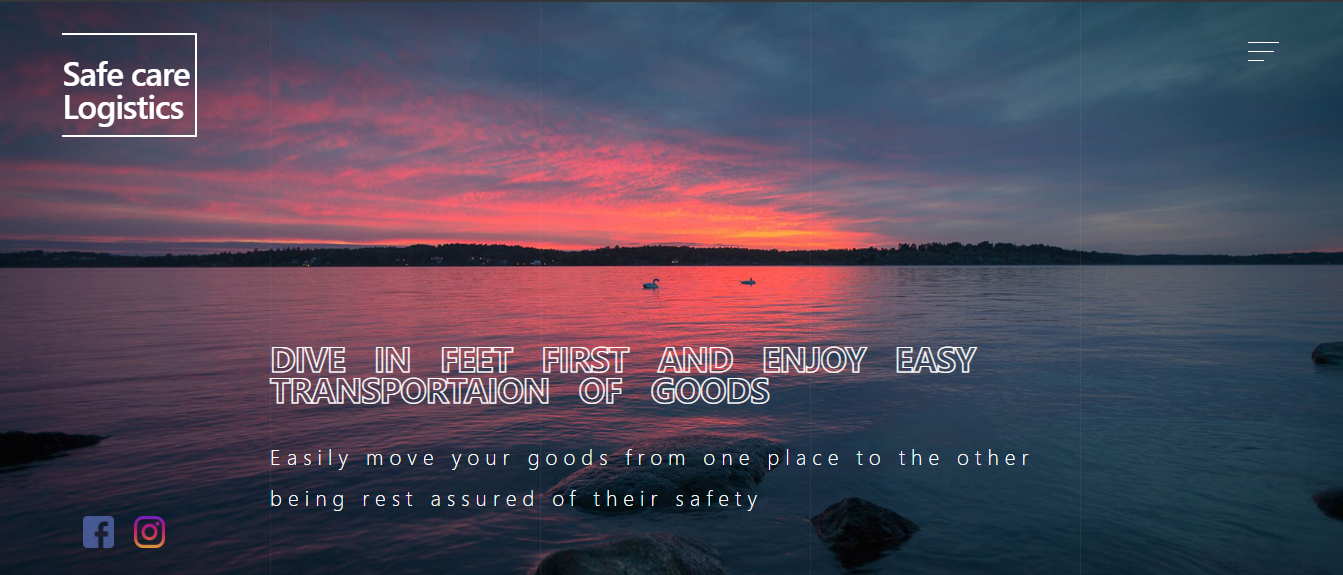 Safe care
Logistics
DIVE IN FEET FIRST AND ENJOY EASY
TRANSPORTAION OF GOODS
Easily move your goods from one place to the other
being rest assured of their safety